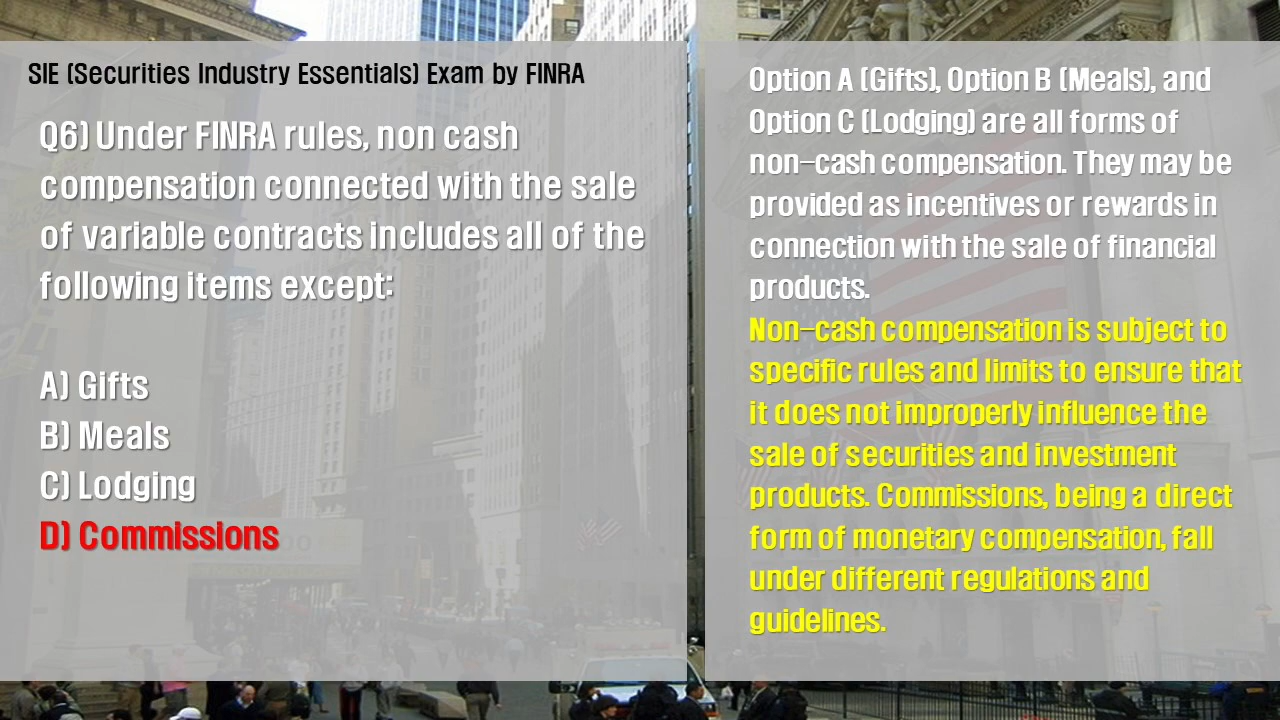 SIE (Securities Industry Essentials) Exam by FINRA
Q6) Under FINRA rules, non cash
compensation connected with the sale
of variable contracts includes all of the
following items except:
A) Gifts
B) Meals
C) Lodging
D) Commissions
Option A (Gifts), Option B (Meals), and
Option C (Lodging) are all forms of
non-cash compensation. They may be
provided as incentives or rewards in
connection with the sale of financial
products.
Non-cash compensation is subject to
specific rules and limits to ensure that
it does not improperly influence the
sale of securities and investment
products. Commissions, being a direct
form of monetary compensation, fall
under different regulations and
guidelines.